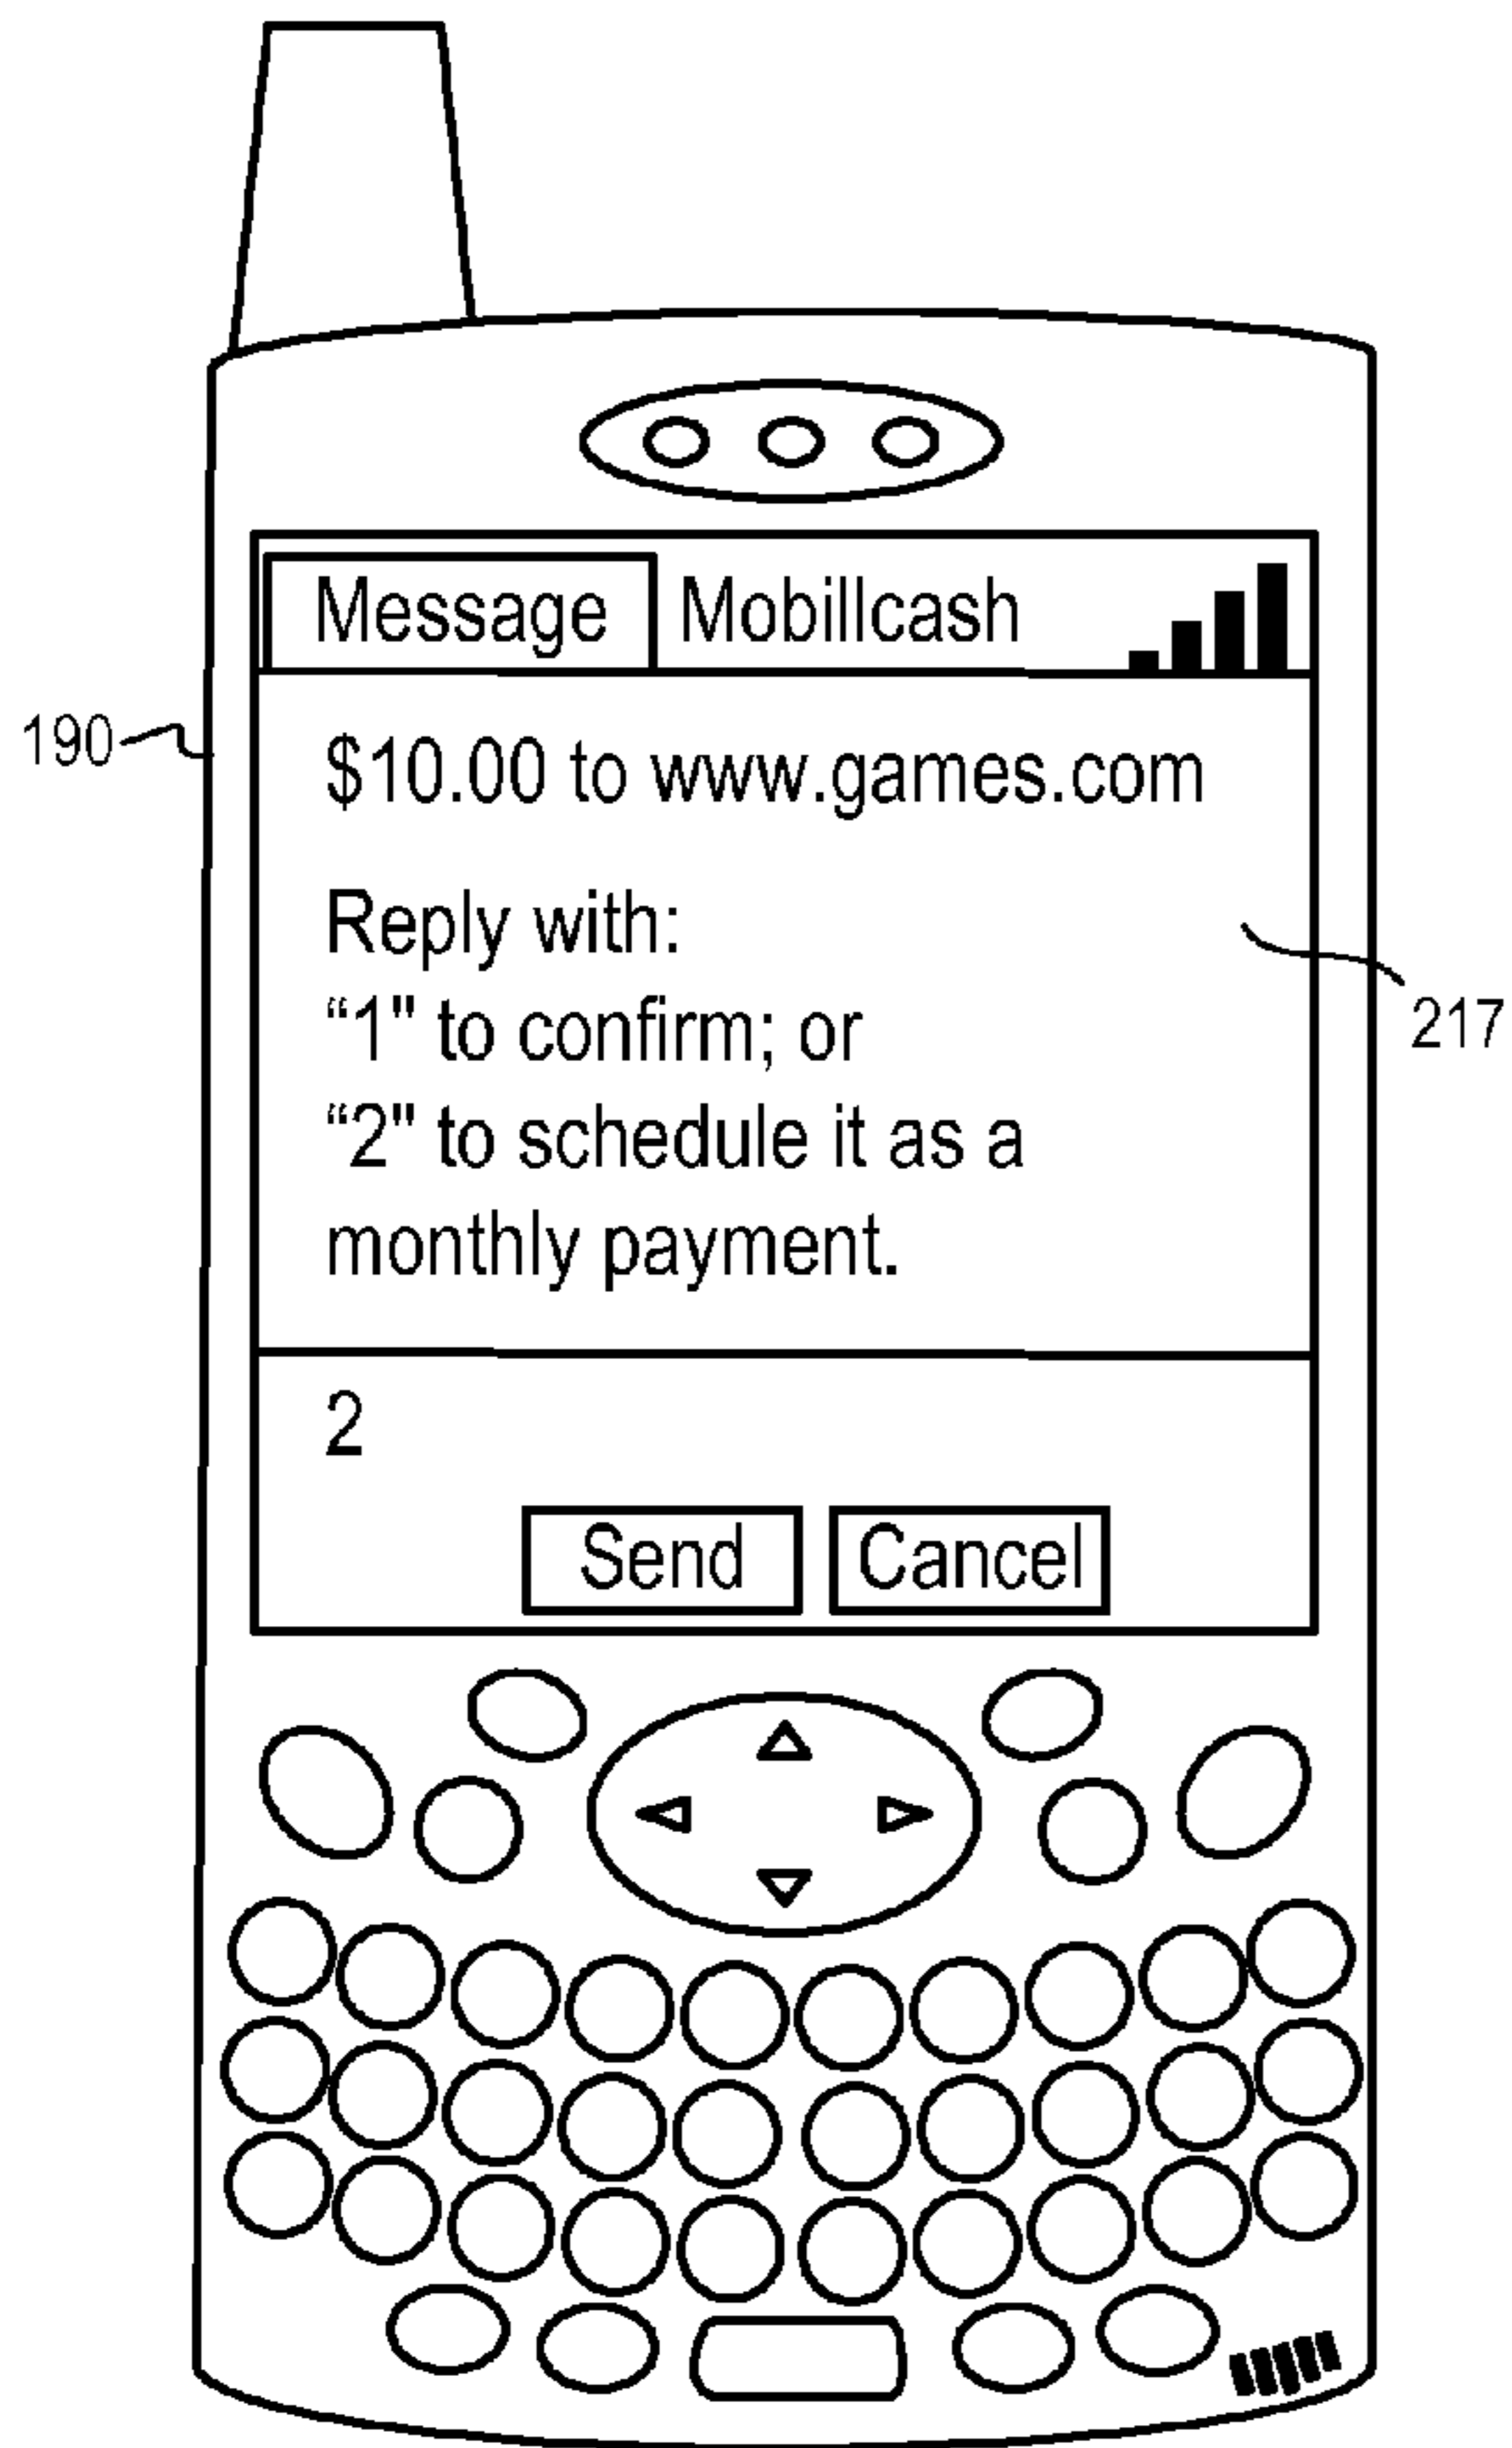 Message Mobillcash
190
$10.00 to www.games.com
Reply with:
“1" to confirm; or
217
“2" to schedule it as a
monthly payment.
2
Send Cancel